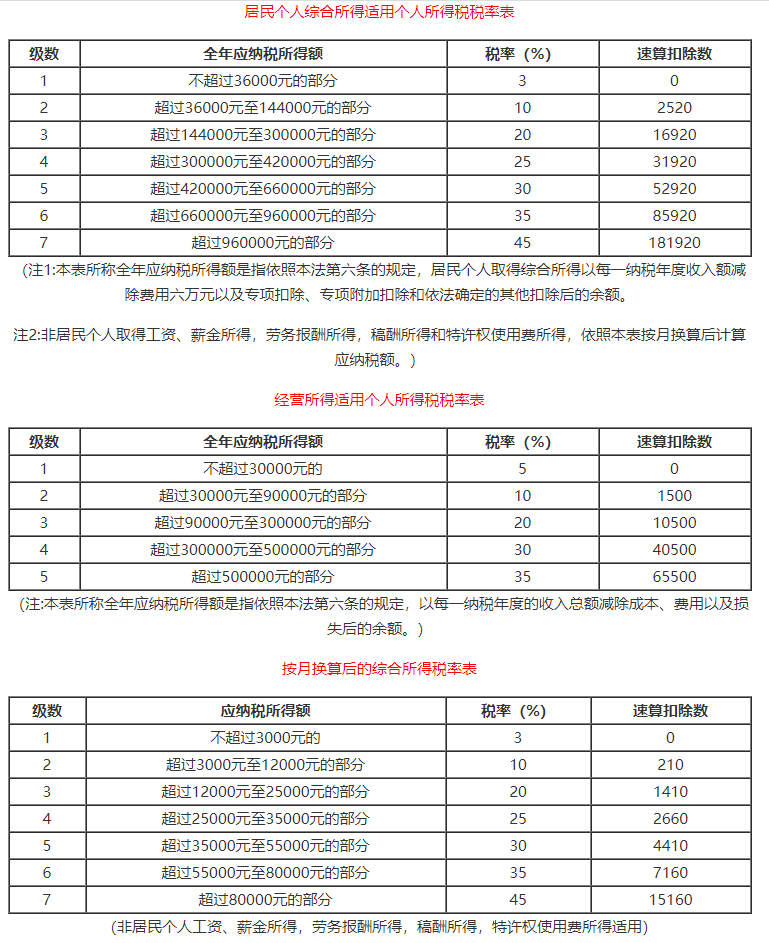 居民个人综合所得适用个人所得税税率表
级数 全年应纳税所得额 税率（%） 速算扣除数
1 不超过36000元的部分 3 0
2 超过36000元至144000元的部分 10 2520
3 超过144000元至300000元的部分 20 16920
4 超过300000元至420000元的部分 25 31920
5 超过420000元至660000元的部分 30 52920
6 超过660000元至960000元的部分 35 85920
7 超过960000元的部分 45 181920
(注1:本表所称全年应纳税所得额是指依照本法第六条的规定，居民个人取得综合所得以每一纳税年度收入额减
除费用六万元以及专项扣除、专项附加扣除和依法确定的其他扣除后的余额。
注2:非居民个人取得工资、薪金所得，劳务报酬所得，稿酬所得和特许权使用费所得，依照本表按月换算后计算
应纳税额。)
经营所得适用个人所得税税率表
级数 全年应纳税所得额 税率（%） 速算扣除数
1 不超过30000元的 5 0
2 超过30000元至90000元的部分 10 1500
3 超过90000元至300000元的部分 20 10500
4 超过300000元至500000元的部分 30 40500
5 超过500000元的部分 35 65500
(注:本表所称全年应纳税所得额是指依照本法第六条的规定，以每一纳税年度的收入总额减除成本、费用以及损
失后的余额。)
按月换算后的综合所得税率表
级数 应纳税所得额 税率（%） 速算扣除数
1 不超过3000元的 3 0
2 超过3000元至12000元的部分 10 210
3 超过12000元至25000元的部分 20 1410
4 超过25000元至35000元的部分 25 2660
5 超过35000元至55000元的部分 30 4410
6 超过55000元至80000元的部分 35 7160
7 超过80000元的部分 45 15160
(非居民个人工资、薪金所得，劳务报酬所得，稿酬所得，特许权使用费所得适用)